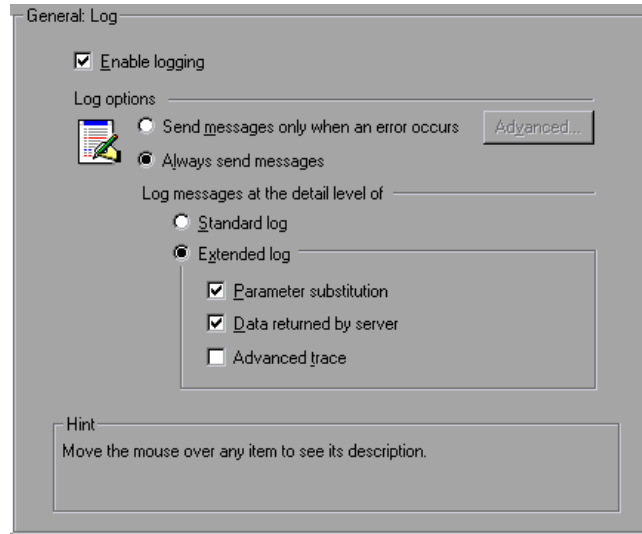 General: Log
Enable logging
Log options
Send messages only when an error occurs Advanced...
Always send messages
Log messages at the detail level of
Standard log
Extended log
Parameter substitution
Data returned by server
Advanced trace
Hint
Move the mouse over any item to see its description.